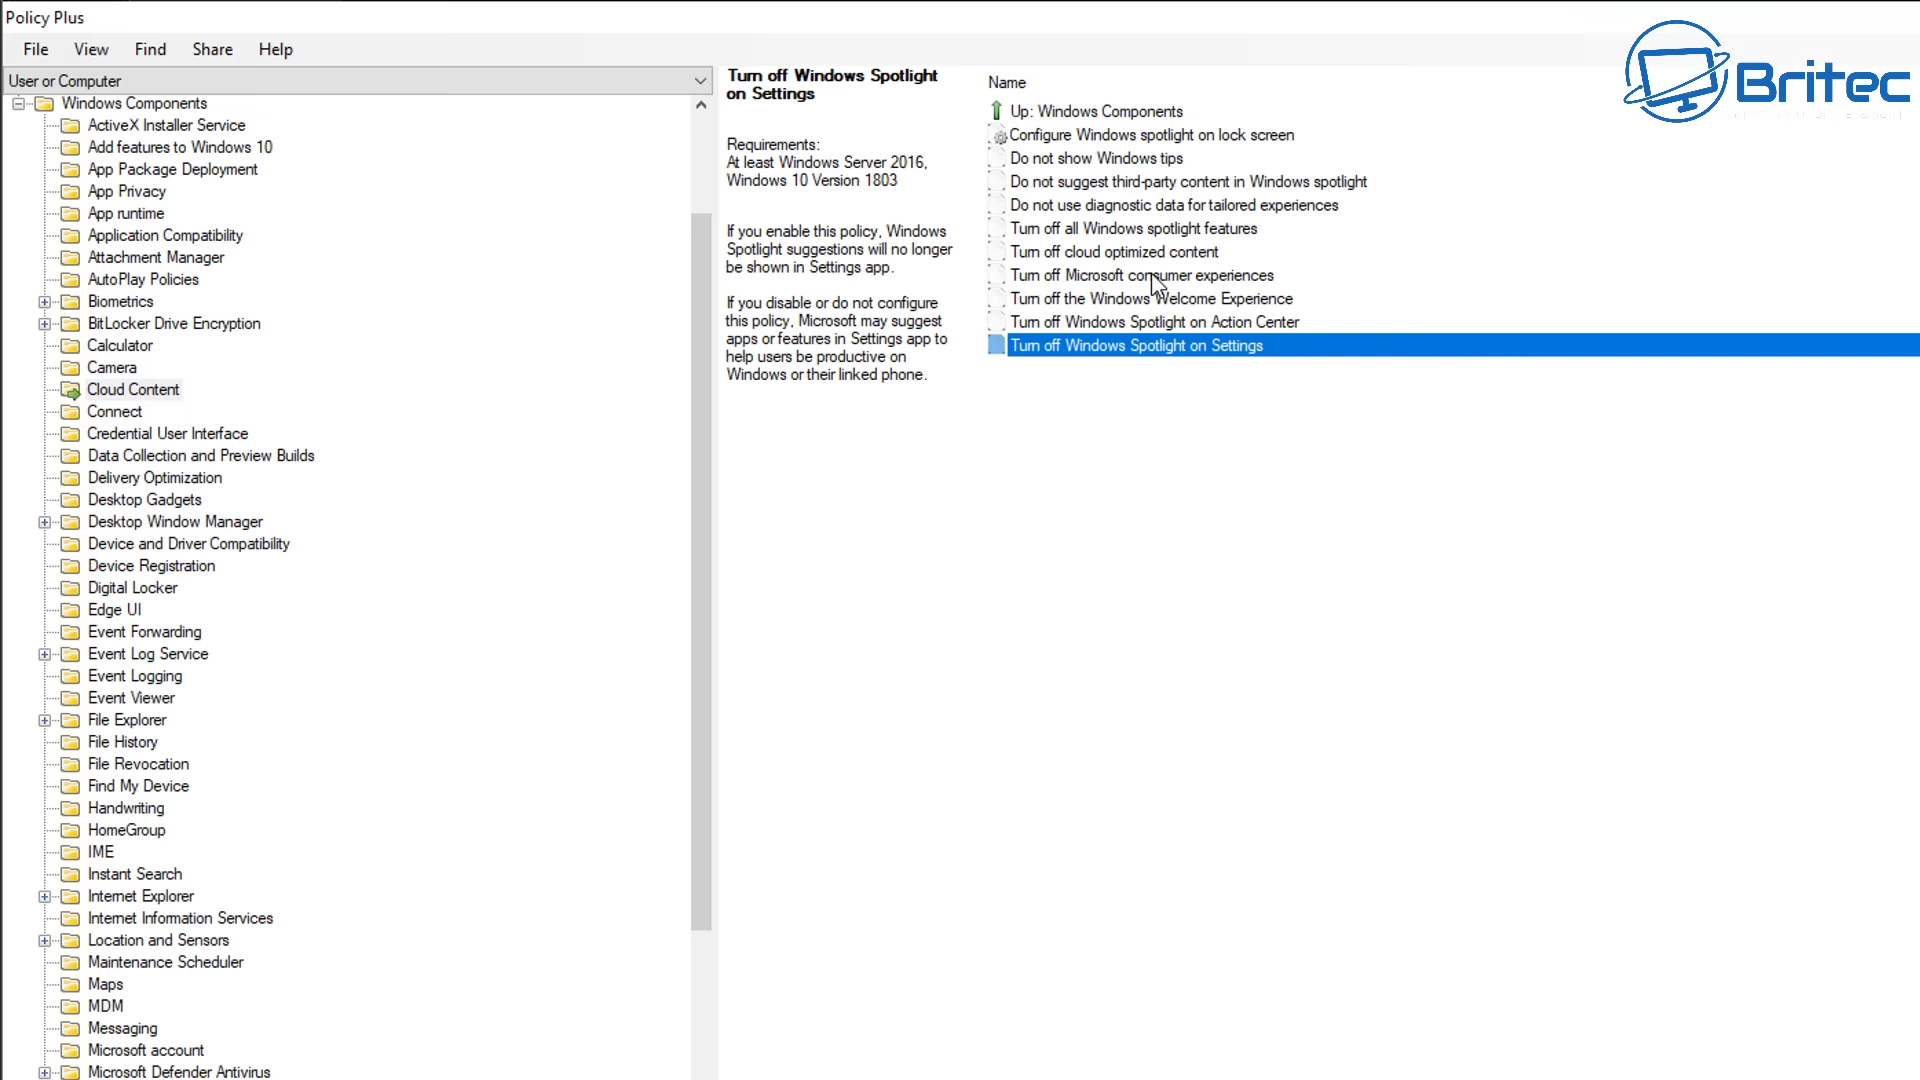 Policy Plus
File View Find Share Help
User or Computer
Windows Components
ActiveX Installer Service
Add features to Windows 10
App Package Deployment
App Privacy
App runtime
Application Compatibility
Attachment Manager
AutoPlay Policies
Biometrics
BitLocker Drive Encryption
Calculator
Camera
Cloud Content
Connect
Credential User Interface
Data Collection and Preview Builds
Delivery Optimization
Desktop Gadgets
Desktop Window Manager
Device and Driver Compatibility
Device Registration
Digital Locker
Edge UI
Event Forwarding
Event Log Service
Event Logging
Event Viewer
File Explorer
File History
File Revocation
Find My Device
Handwriting
HomeGroup
IME
Instant Search
Internet Explorer
Internet Information Services
Location and Sensors
Maintenance Scheduler
Maps
MDM
Messaging
Microsoft account
Microsoft Defender Antivirus
Turn off Windows Spotlight
on Settings
Requirements:
At least Windows Server 2016,
Windows 10 Version 1803
If you enable this policy, Windows
Spotlight suggestions will no longer
be shown in Settings app.
If you disable or do not configure
this policy, Microsoft may suggest
apps or features in Settings app to
help users be productive on
Windows or their linked phone.
Name
Up: Windows Components
Configure Windows spotlight on lock screen
Do not show Windows tips
Do not suggest third-party content in Windows spotlight
Do not use diagnostic data for tailored experiences
Turn off all Windows spotlight features
Turn off cloud optimized content
Turn off Microsoft consumer experiences
Turn off the Windows Welcome Experience
Turn off Windows Spotlight on Action Center
Turn off Windows Spotlight on Settings
Britec